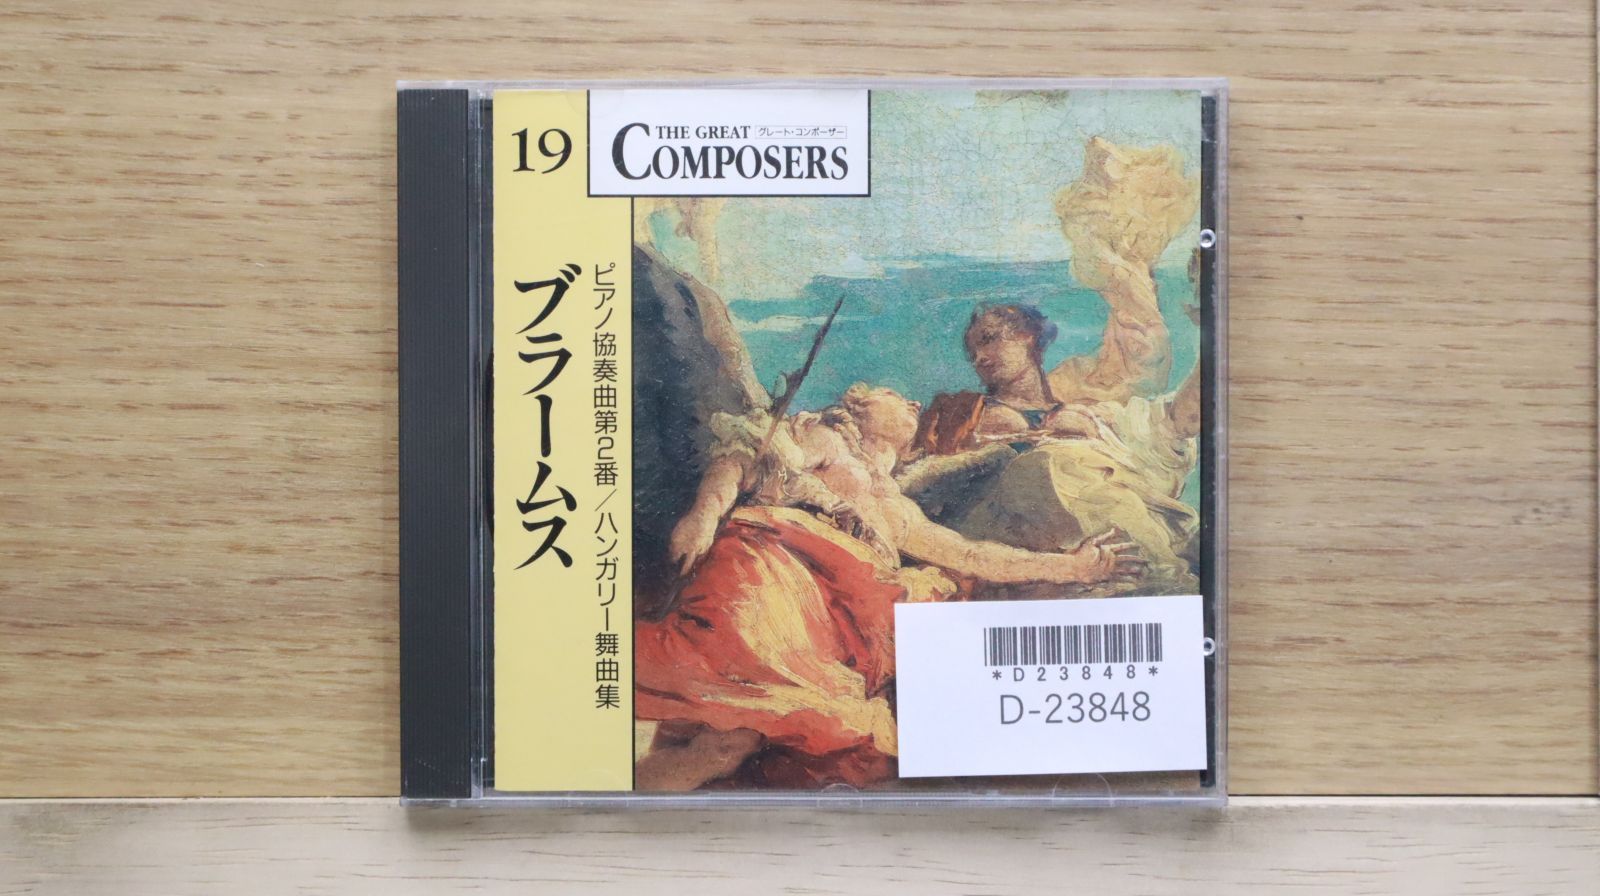 19
THE GREAT
グレート・コンポーザー
COMPOSERS
ブラームス
ピアノ協奏曲第2番/ハンガリー舞曲集
*D23848*
D-23848